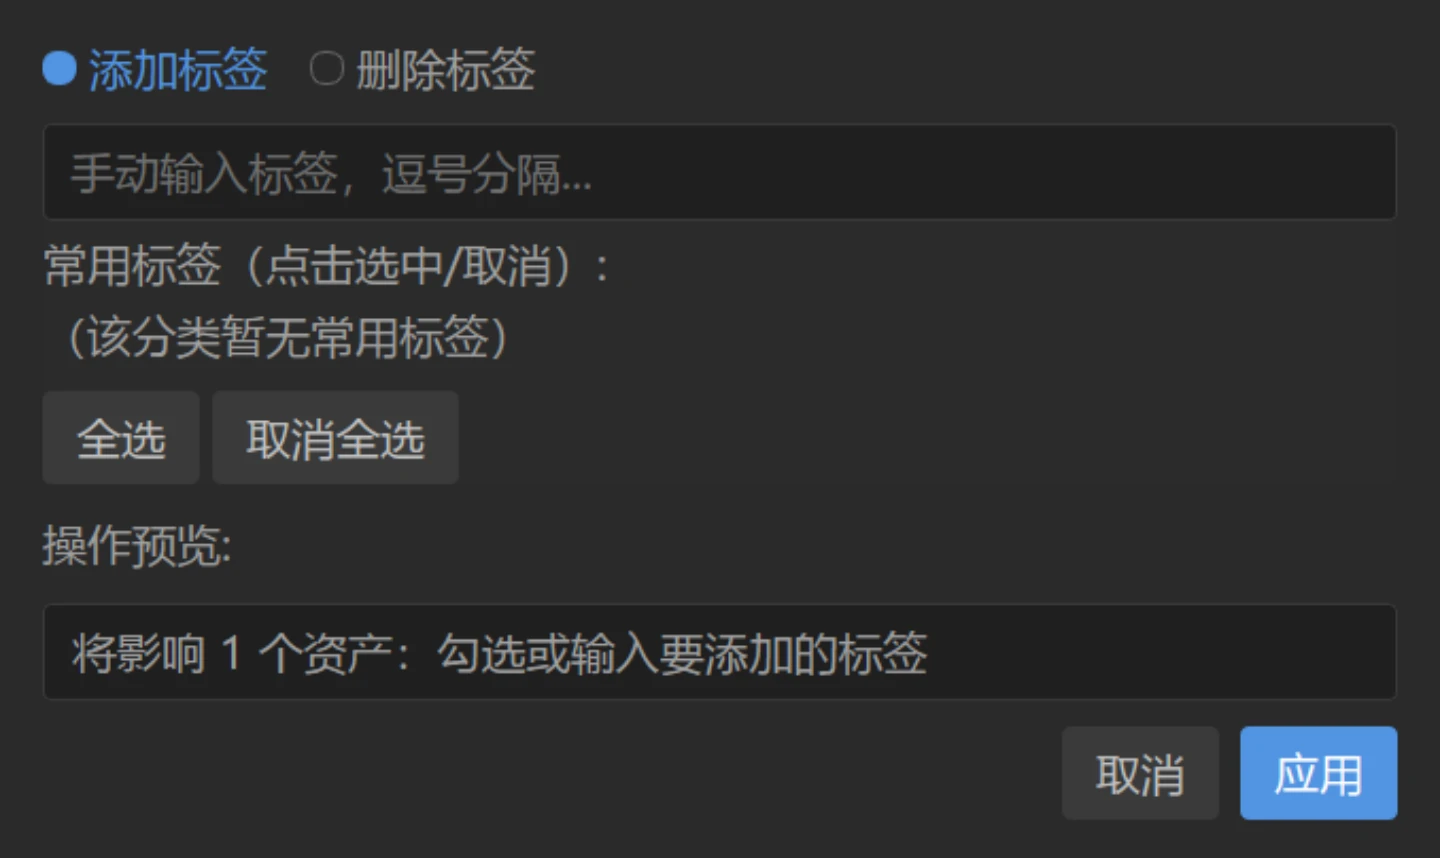 添加标签 删除标签
手动输入标签，逗号分隔...
常用标签（点击选中/取消）:
（该分类暂无常用标签）
全选 取消全选
操作预览:
将影响 1 个资产：勾选或输入要添加的标签
取消 应用